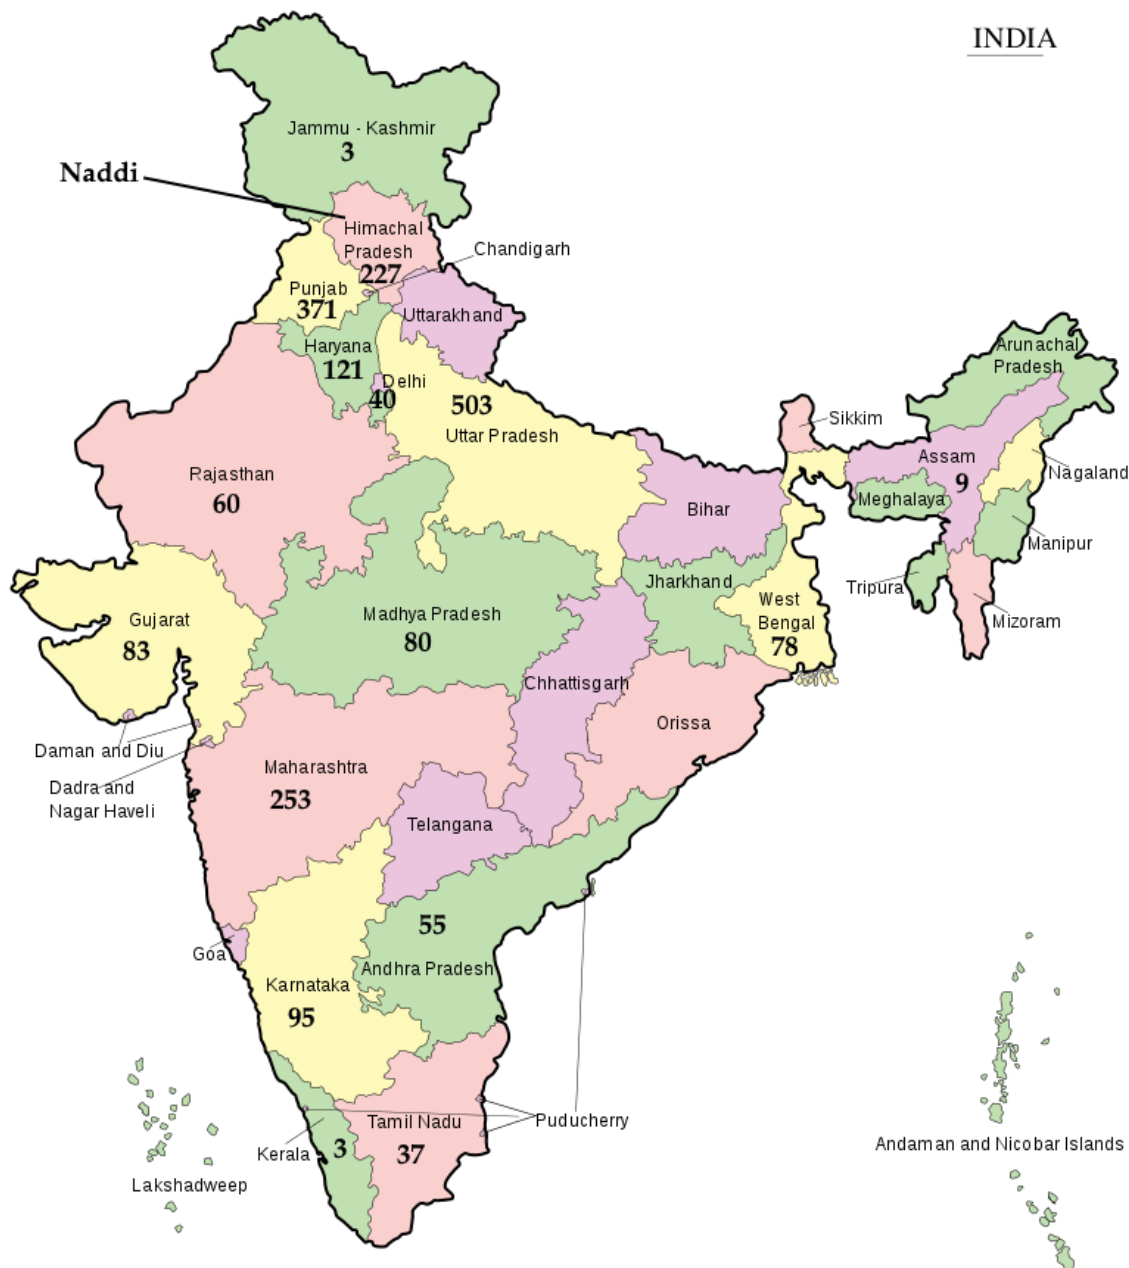 INDIA
Jammu - Kashmir
3
Naddi
Himachal
Pradesh
227
Chandigarh
Punjab
371
Uttarakhand
Haryana
121
Delhi
40
503
Uttar Pradesh
Arunachal
Pradesh
Sikkim
Assam
9
Nagaland
Rajasthan
60
Meghalaya
Bihar
Manipur
Jharkhand
Tripura
West
Bengal
78
Mizoram
Gujarat
83
Madhya Pradesh
80
Chhattisgarh
Orissa
Daman and Diu
Dadra and
Nagar Haveli
Maharashtra
253
Telangana
55
Andhra Pradesh
Goa
Karnataka
95
Tamil Nadu
37
Puducherry
Kerala
3
Lakshadweep
Andaman and Nicobar Islands